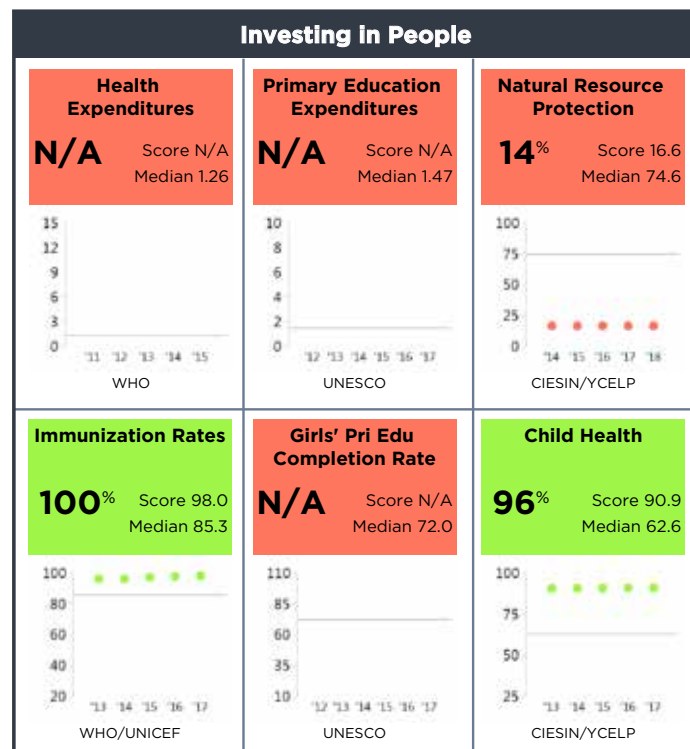 Investing in People
Health
Expenditures
N/A
Score N/A
Median 1.26
15
12
9
6
3
0
'11 '12 '13 '14 '15
WHO
Primary Education
Expenditures
N/A
Score N/A
Median 1.47
10
8
6
4
2
0
'12 '13 '14 '15 '16 '17
UNESCO
Natural Resource
Protection
14%
Score 16.6
Median 74.6
100
75
50
25
0
'14 '15 '16 '17 '18
CIESIN/YCELP
Immunization Rates
100%
Score 98.0
Median 85.3
100
80
60
40
20
'13 '14 '15 '16 '17
WHO/UNICEF
Girls' Pri Edu
Completion Rate
N/A
Score N/A
Median 72.0
110
85
60
35
10
'12 '13 '14 '15 '16 '17
UNESCO
Child Health
96%
Score 90.9
Median 62.6
100
75
50
25
'13 '14 '15 '16 '17
CIESIN/YCELP